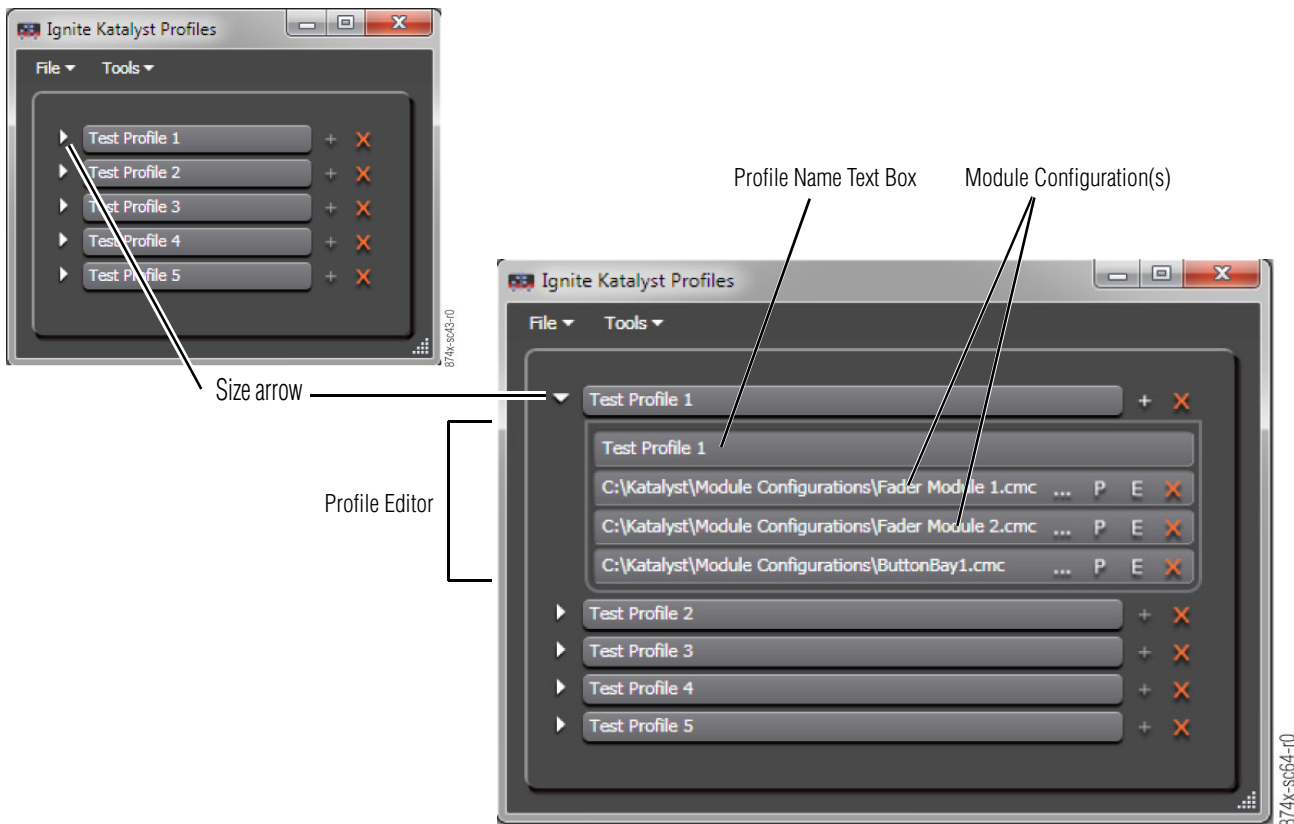 Ignite Katalyst Profiles
File Tools
Test Profile 1 + X
Test Profile 2 + X
Test Profile 3 + X
Test Profile 4 + X
Test Profile 5 + X
874x-sc43-r0
Size arrow
Profile Name Text Box
Module Configuration(s)
Profile Editor
Ignite Katalyst Profiles
File Tools
Test Profile 1 + X
Test Profile 1
C:\Katalyst\Module Configurations\Fader Module 1.cmc ... P E X
C:\Katalyst\Module Configurations\Fader Module 2.cmc ... P E X
C:\Katalyst\Module Configurations\ButtonBay1.cmc ... P E X
Test Profile 2 + X
Test Profile 3 + X
Test Profile 4 + X
Test Profile 5 + X
874x-sc64-r0